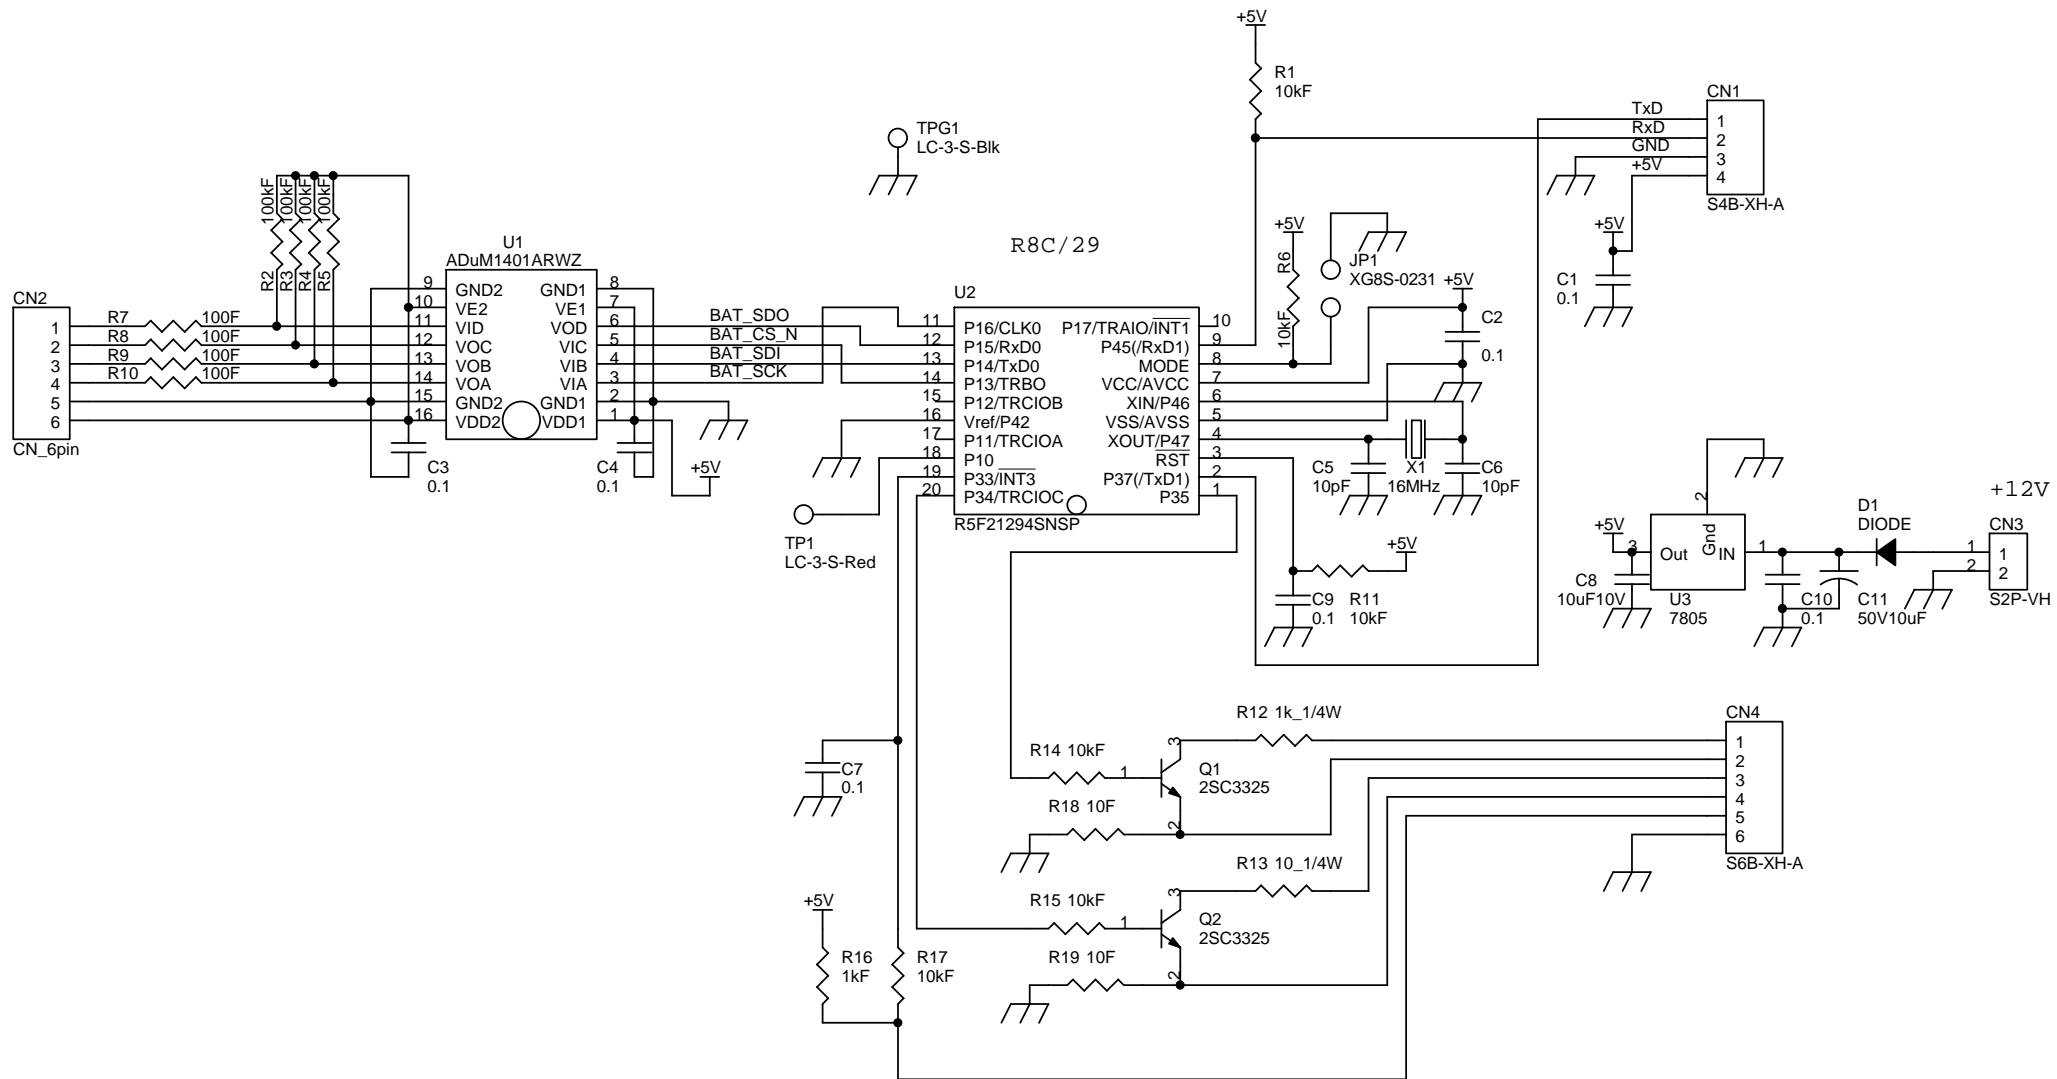 +5V
R1
10kF
CN1
TxD
RxD
GND
+5V
1
2
3
4
S4B-XH-A
TPG1
LC-3-S-Blk
100kF
100kF
100kF
100kF
R2
R3
R4
R5
U1
ADuM1401ARWZ
9 GND2 GND1 8
10 VE2 VE1 7
11 VID VOD 6
12 VOC VIC 5
13 VOB VIB 4
14 VOA VIA 3
15 GND2 GND1 2
16 VDD2 VDD1 1
CN2
1
2
3
4
5
6
CN_6pin
R7 100F
R8 100F
R9 100F
R10 100F
C3
0.1
C4
0.1
+5V
BAT_SDO
BAT_CS_N
BAT_SDI
BAT_SCK
R8C/29
U2
11 P16/CLK0 P17/TRAIO/INT1 10
12 P15/RxD0 P45(/RxD1) 9
13 P14/TxD0 MODE 8
14 P13/TRBO VCC/AVCC 7
15 P12/TRCIOB XIN/P46 6
16 Vref/P42 VSS/AVSS 5
17 P11/TRCIOA XOUT/P47 4
18 P10 RST 3
19 P33/INT3 P37(/TxD1) 2
20 P34/TRCIOC P35 1
R5F21294SNSP
TP1
LC-3-S-Red
+5V
R6
10kF
JP1
XG8S-0231
+5V
C2
0.1
+5V
C1
0.1
C5
10pF
X1
16MHz
C6
10pF
+5V
C9
0.1
R11
10kF
+12V
D1
DIODE
CN3
1 1
2 2
S2P-VH
+5V
3 Out
2 Gnd
IN 1
C8
10uF10V
U3
7805
C10
0.1
C11
50V10uF
C7
0.1
R12 1k_1/4W
R14 10kF
1
3
2
Q1
2SC3325
R18 10F
CN4
1
2
3
4
5
6
S6B-XH-A
R13 10_1/4W
R15 10kF
1
3
2
Q2
2SC3325
R19 10F
+5V
R16
1kF
R17
10kF